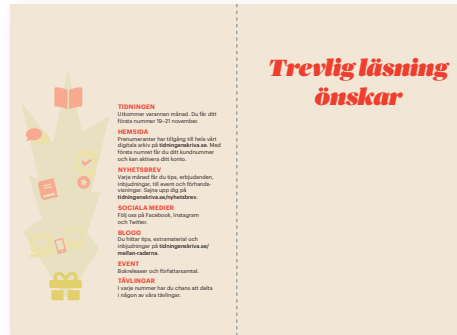 TIDNINGEN
Utkommer varannan månad. Du får ditt
första nummer 19–21 november.
HEMSIDA
Prenumeranter har tillgång till hela vårt
digitala arkiv på tidningenskriva.se. Med
första numret får du ditt kundnummer
och kan aktivera ditt konto.
NYHETSBREV
Varje månad får du tips, erbjudanden,
inbjudningar, till event och förhands-
visningar. Sajna upp dig på
tidningenskriva.se/nyhetsbrev.
SOCIALA MEDIER
Följ oss på Facebook, Instagram
och Twitter.
BLOGG
Du hittar tips, extramaterial och
inbjudningar på tidningenskriva.se/
mellan-raderna.
EVENT
Bokreleaser och författarsamtal.
TÄVLINGAR
I varje nummer har du chans att delta
i någon av våra tävlingar.
Trevlig läsning
önskar